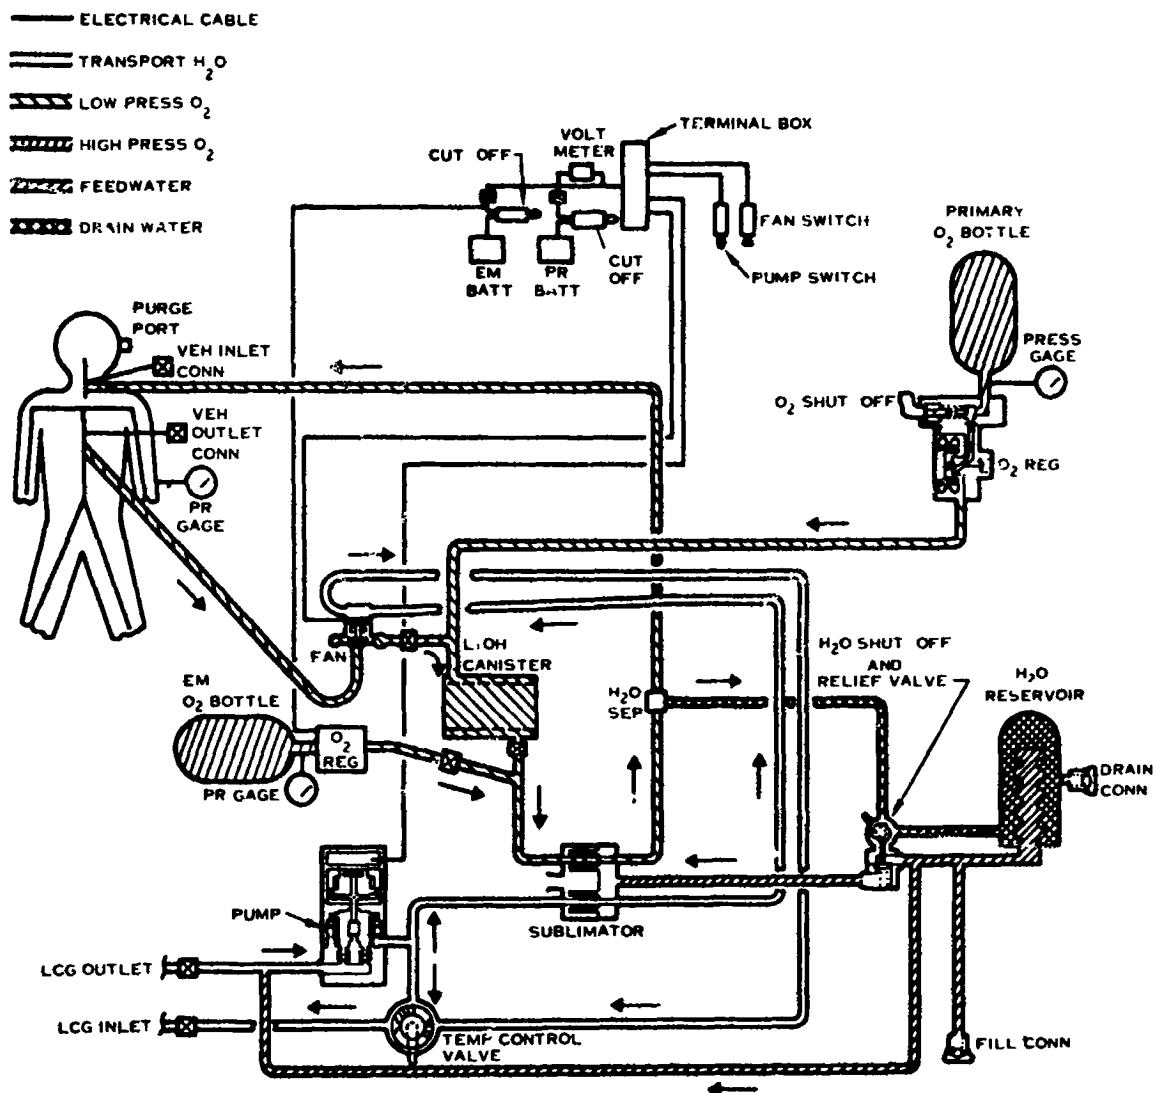 ELECTRICAL CABLE
TRANSPORT H2O
LOW PRESS O2
HIGH PRESS O2
FEEDWATER
DRAIN WATER
TERMINAL BOX
VOLT
METER
CUT OFF
FAN SWITCH
PUMP SWITCH
EM
BATT
PR
BATT
CUT
OFF
PRIMARY
O2 BOTTLE
PRESS
GAGE
O2 SHUT OFF
O2 REG
PURGE
PORT
VEH INLET
CONN
VEH
OUTLET
CONN
PR
GAGE
FAN
LIOH
CANISTER
EM
O2 BOTTLE
O2
REG
PR GAGE
H2O
SEP
H2O SHUT OFF
AND
RELIEF VALVE
H2O
RESERVOIR
DRAIN
CONN
PUMP
SUBLIMATOR
LCG OUTLET
LCG INLET
TEMP CONTROL
VALVE
FILL CONN